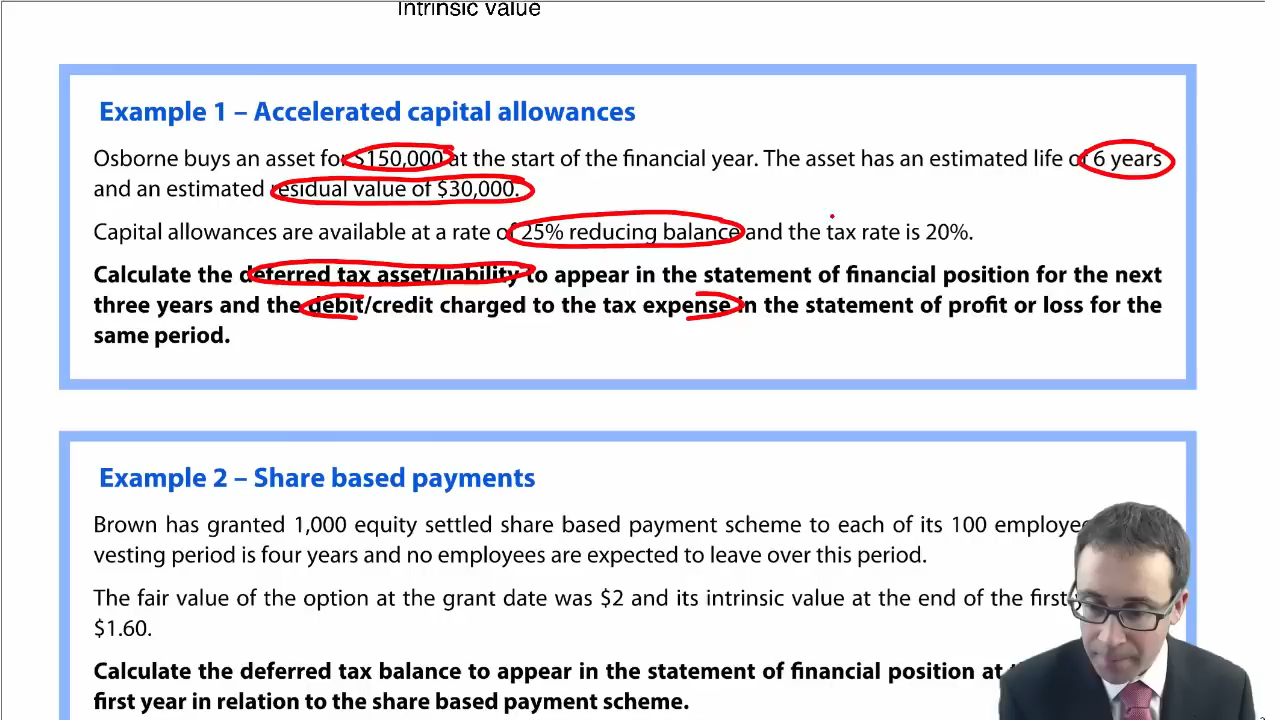 Intrinsic value
Example 1 – Accelerated capital allowances
Osborne buys an asset for $150,000 at the start of the financial year. The asset has an estimated life of 6 years
and an estimated residual value of $30,000.
Capital allowances are available at a rate of 25% reducing balance and the tax rate is 20%.
Calculate the deferred tax asset/liability to appear in the statement of financial position for the next
three years and the debit/credit charged to the tax expense in the statement of profit or loss for the
same period.
Example 2 – Share based payments
Brown has granted 1,000 equity settled share based payment scheme to each of its 100
vesting period is four years and no employees are expected to leave over this period.
The fair value of the option at the grant date was $2 and its intrinsic value at the end of the first
$1.60.
Calculate the deferred tax balance to appear in the statement of financial position at
first year in relation to the share based payment scheme.